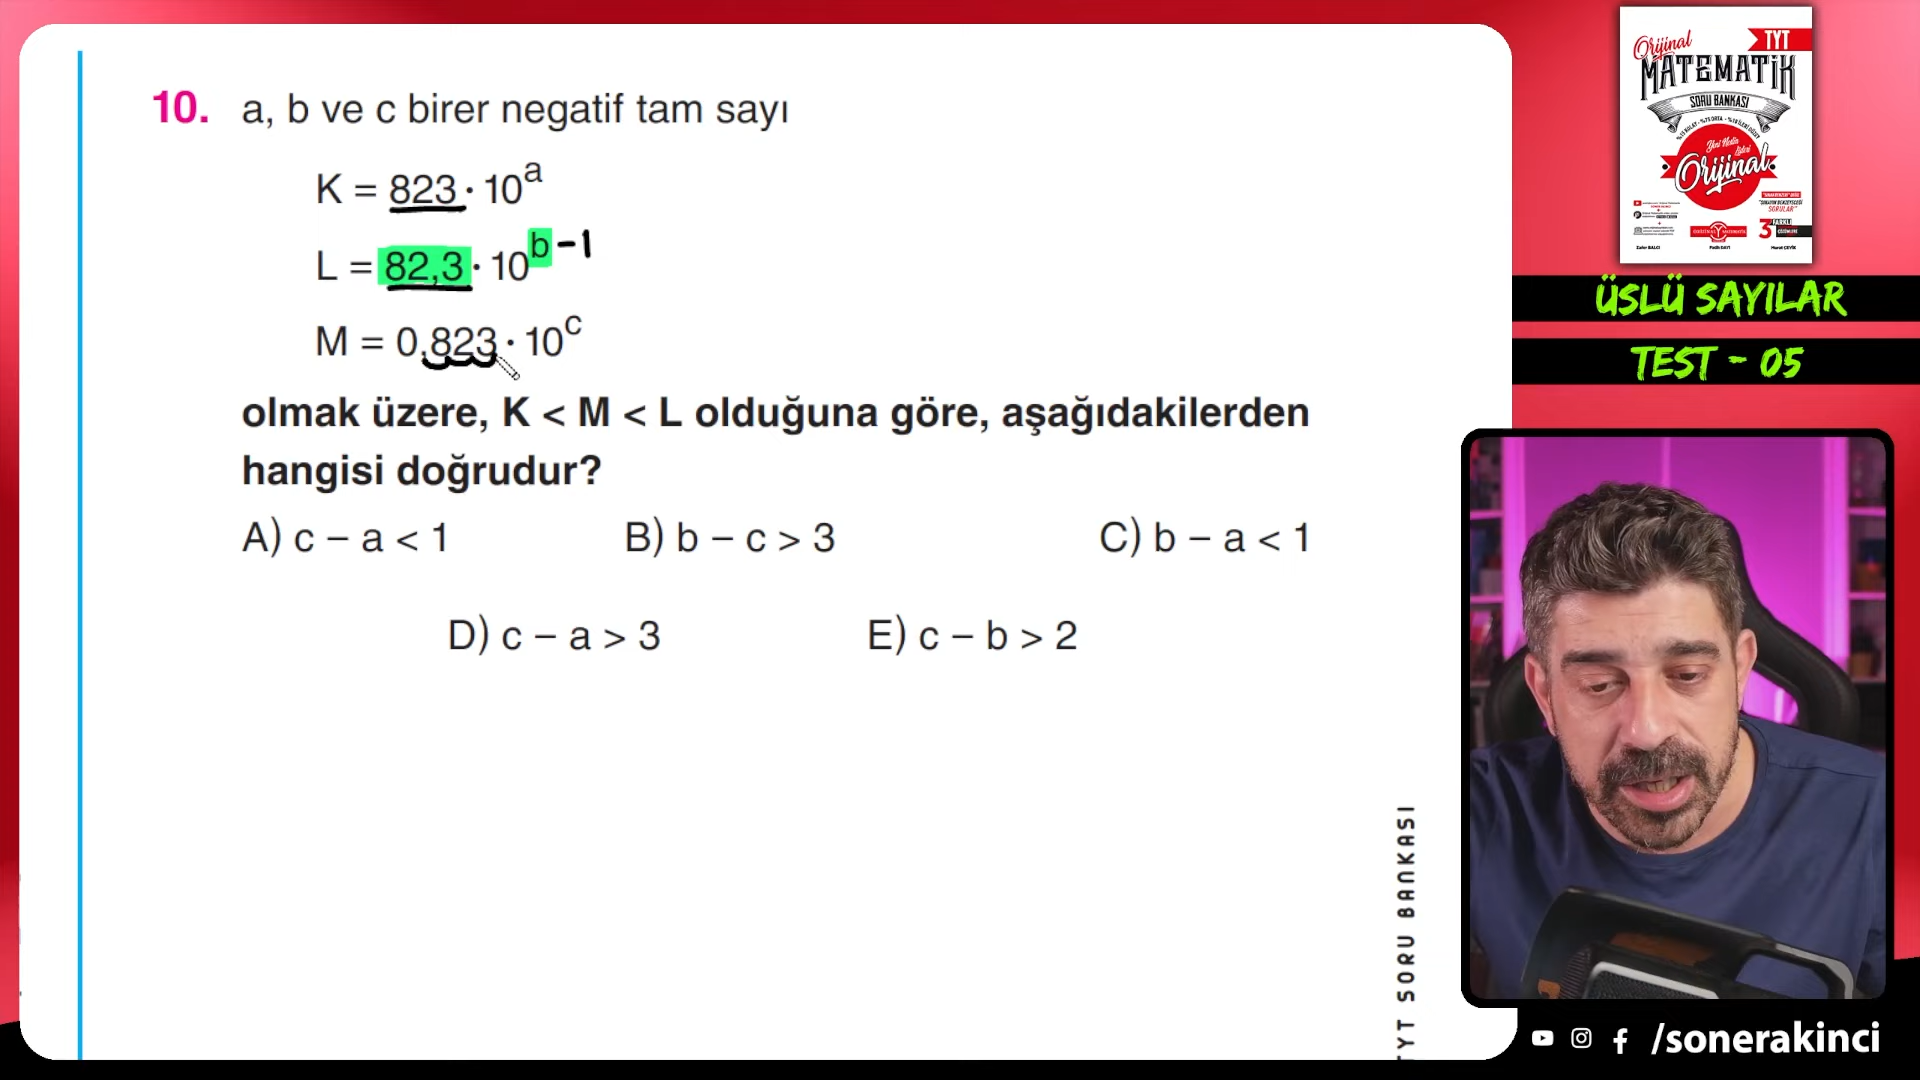 10. a, b ve c birer negatif tam sayı
K = 823 · 10^a
L = 82,3 · 10^b −1
M = 0,823 · 10^c
olmak üzere, K < M < L olduğuna göre, aşağıdakilerden
hangisi doğrudur?
A) c – a < 1 B) b – c > 3 C) b – a < 1
D) c – a > 3 E) c – b > 2
TYT SORU BANKASI
Orijinal TYT
MATEMATİK
SORU BANKASI
Orijinal
Zafer BALCI
ÜSLÜ SAYILAR
TEST - 05
/sonerakinci